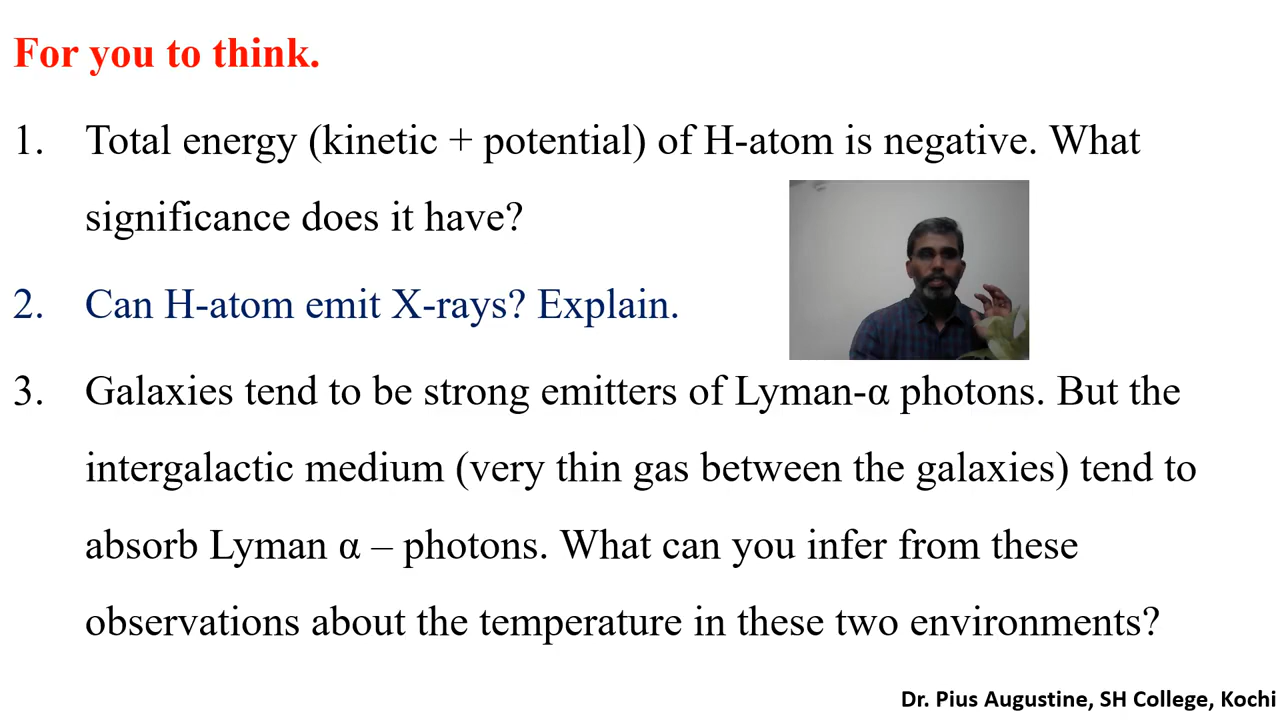 For you to think.
1. Total energy (kinetic + potential) of H-atom is negative. What
significance does it have?
2. Can H-atom emit X-rays? Explain.
3. Galaxies tend to be strong emitters of Lyman-α photons. But the
intergalactic medium (very thin gas between the galaxies) tend to
absorb Lyman α – photons. What can you infer from these
observations about the temperature in these two environments?
Dr. Pius Augustine, SH College, Kochi